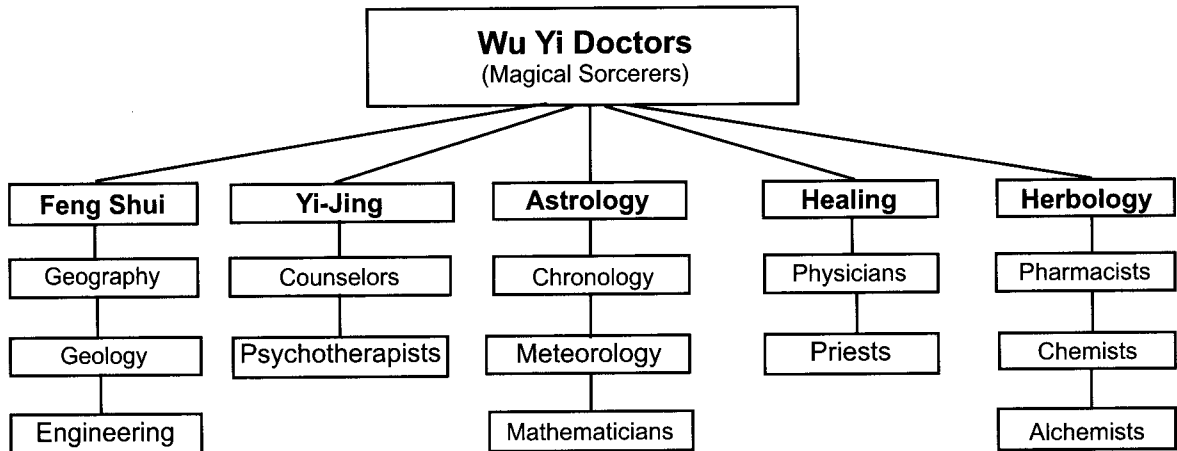 Wu Yi Doctors
(Magical Sorcerers)
Feng Shui
Yi-Jing
Astrology
Healing
Herbology
Geography
Counselors
Chronology
Physicians
Pharmacists
Geology
Psychotherapists
Meteorology
Priests
Chemists
Engineering
Mathematicians
Alchemists